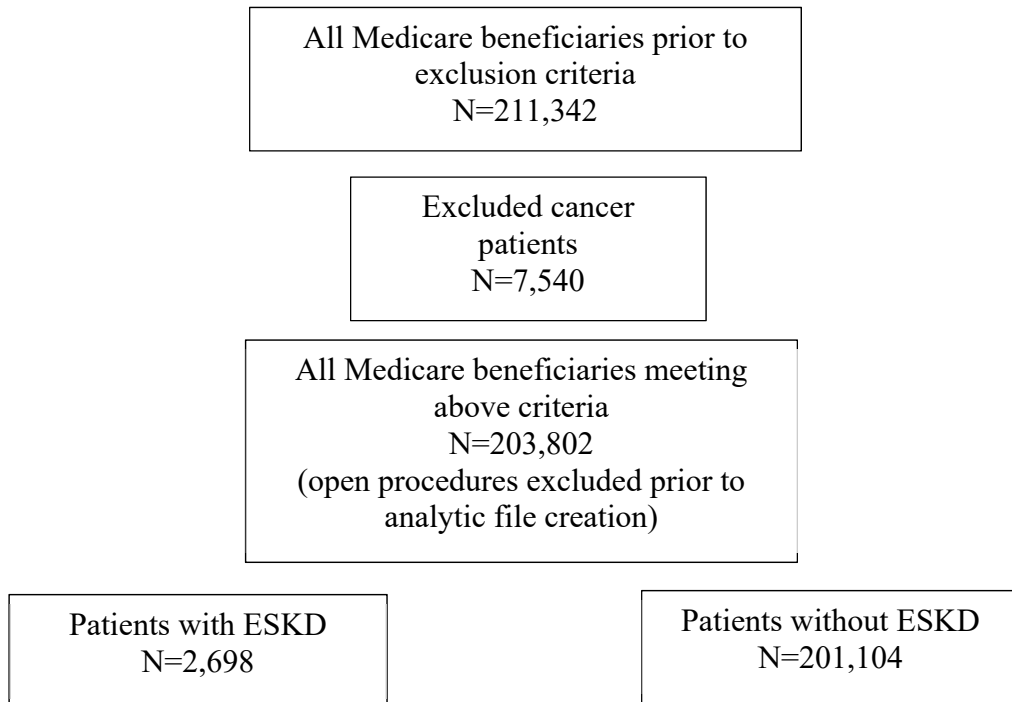 All Medicare beneficiaries prior to
exclusion criteria
N=211,342
Excluded cancer
patients
N=7,540
All Medicare beneficiaries meeting
above criteria
N=203,802
(open procedures excluded prior to
analytic file creation)
Patients with ESKD
N=2,698
Patients without ESKD
N=201,104